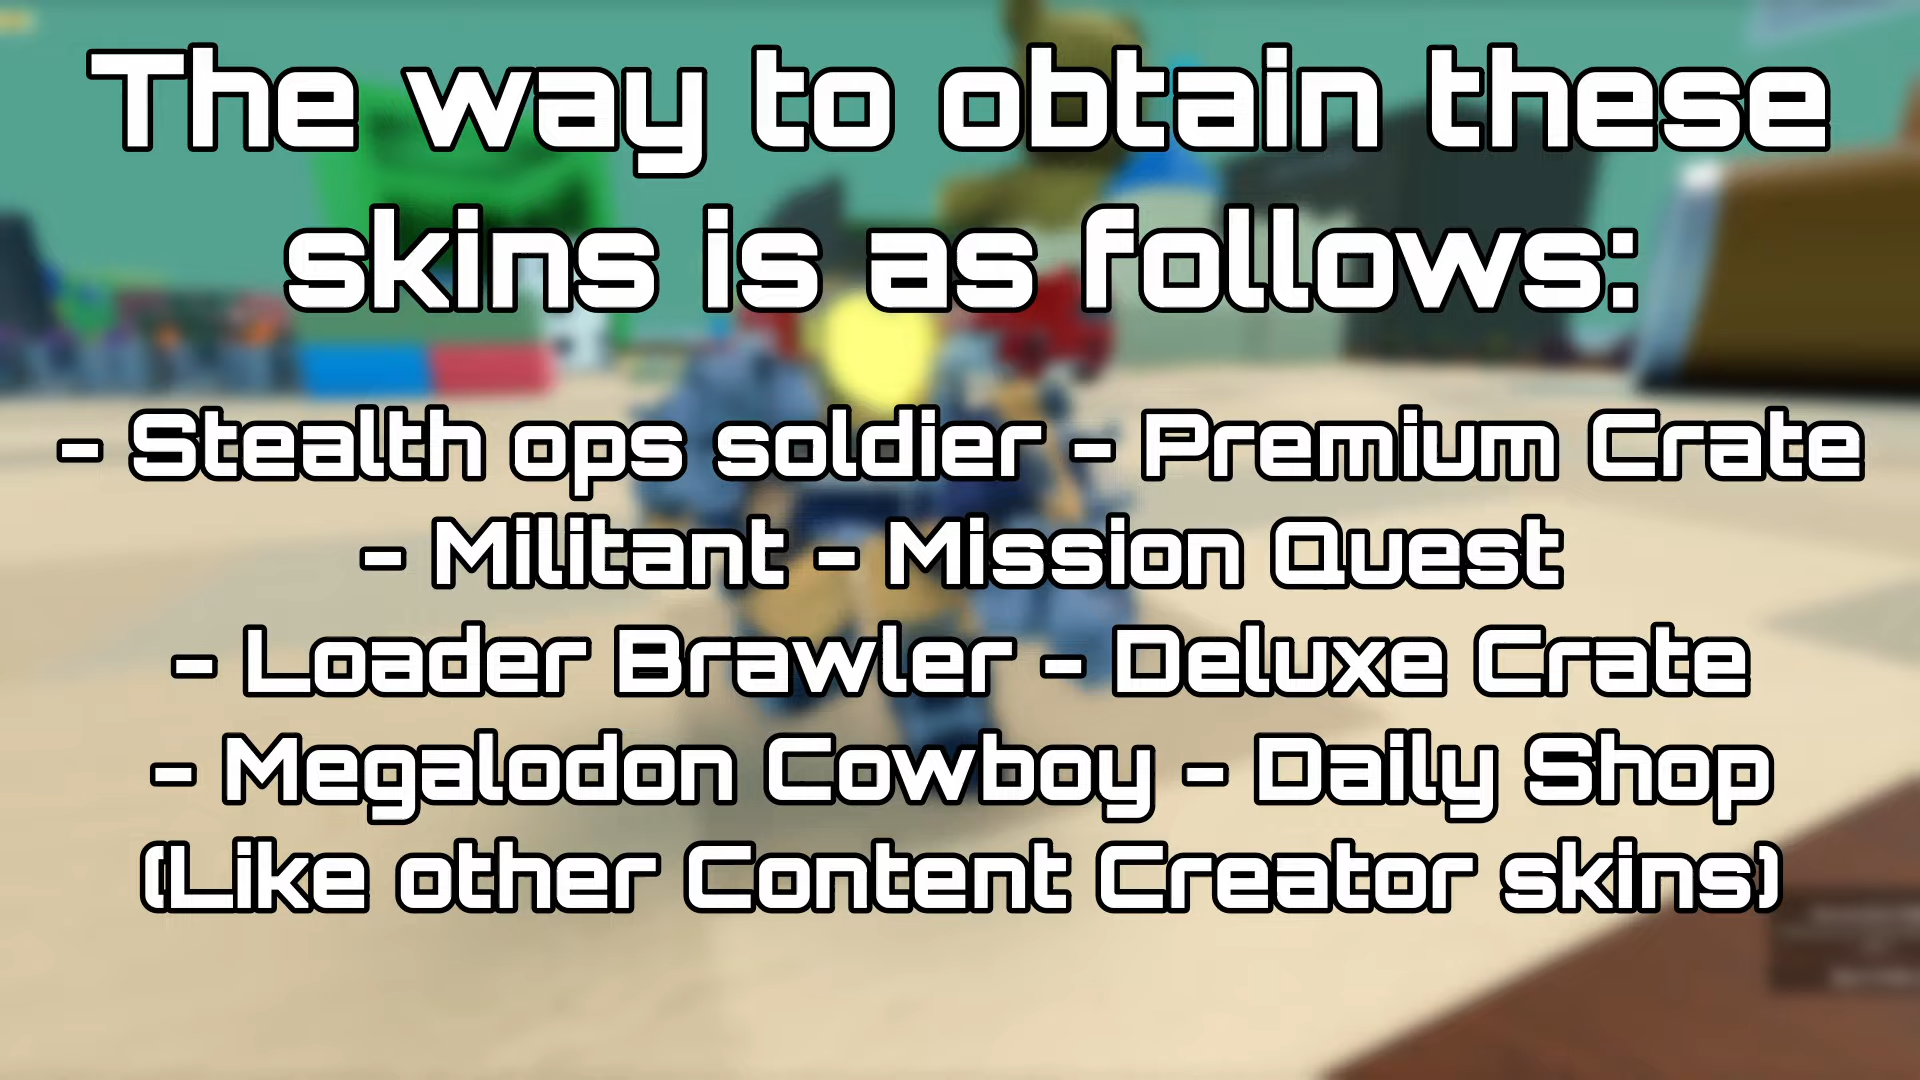 The way to obtain these
skins is as follows:
- Stealth ops soldier - Premium Crate
- Militant - Mission Quest
- Loader Brawler - Deluxe Crate
- Megalodon Cowboy - Daily Shop
(Like other Content Creator skins)